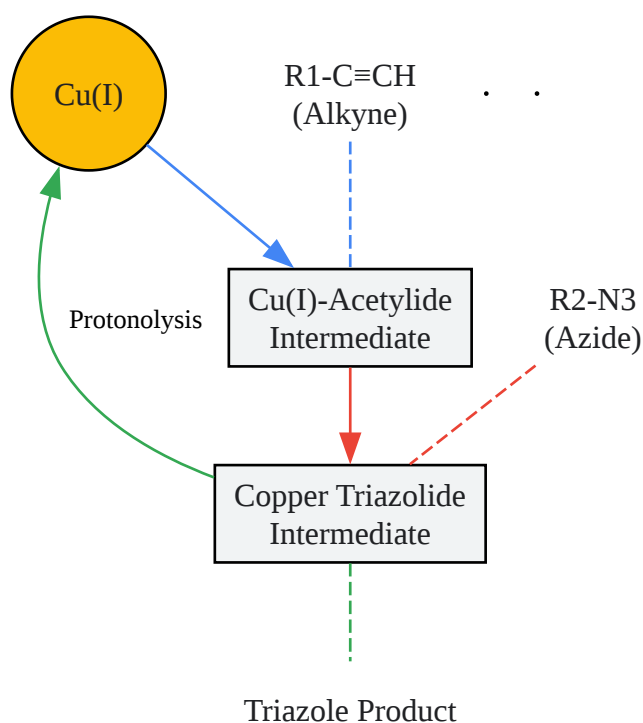 Cu(I)
R1-C≡CH
(Alkyne)
. .
Cu(I)-Acetylide
Intermediate
R2-N3
(Azide)
Protonolysis
Copper Triazolide
Intermediate
Triazole Product